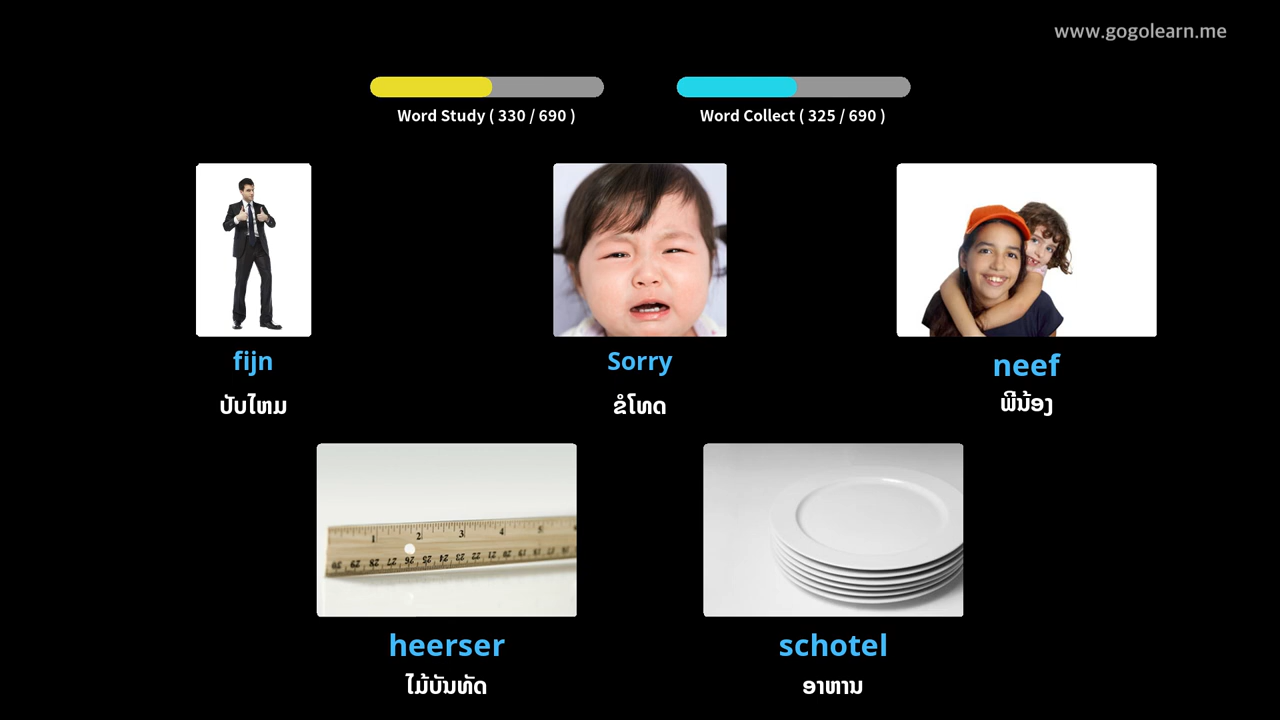 www.gogolearn.me
Word Study ( 330 / 690 )
Word Collect ( 325 / 690 )
fijn
ປັບໄຫມ
Sorry
ຂໍໂທດ
neef
ພີ່ນ້ອງ
heerser
ໄມ້ບັນທັດ
schotel
ອາຫານ